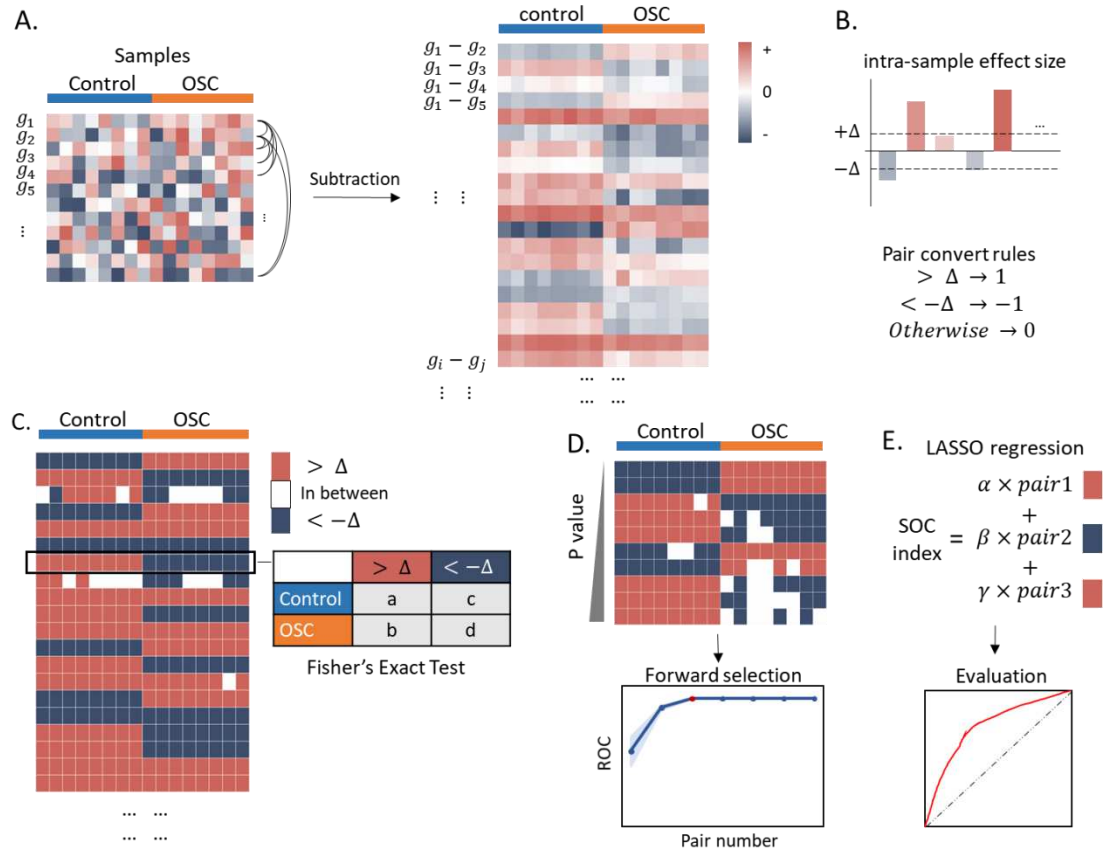 A.
Samples
Control OSC
g1
g2
g3
g4
g5
⋮
⋮
Subtraction
control OSC
g1 − g2
g1 − g3
g1 − g4
g1 − g5
⋮ ⋮
gi − gj
⋮ ⋮
... ...
... ...
+
0
-
B.
intra-sample effect size
+Δ
−Δ
...
Pair convert rules
> Δ → 1
< −Δ → −1
Otherwise → 0
C.
Control OSC
> Δ
In between
< −Δ
> Δ < −Δ
Control a c
OSC b d
Fisher's Exact Test
... ...
... ...
D.
Control OSC
P value
Forward selection
ROC
Pair number
E.
LASSO regression
SOC index = α × pair1
+
β × pair2
+
γ × pair3
Evaluation